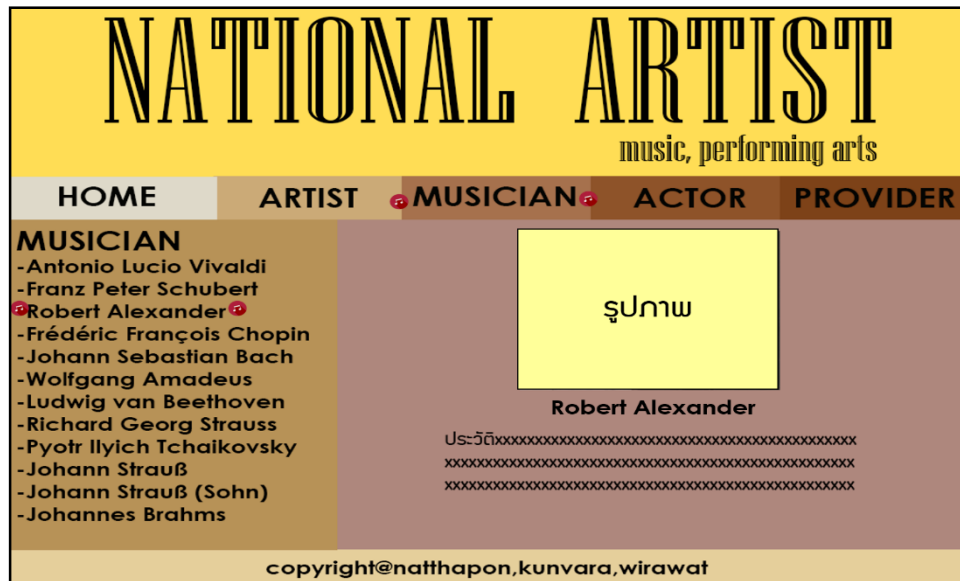 NATIONAL ARTIST
music, performing arts
HOME ARTIST MUSICIAN ACTOR PROVIDER
MUSICIAN
-Antonio Lucio Vivaldi
-Franz Peter Schubert
-Robert Alexander
-Frédéric François Chopin
-Johann Sebastian Bach
-Wolfgang Amadeus
-Ludwig van Beethoven
-Richard Georg Strauss
-Pyotr Ilyich Tchaikovsky
-Johann Strauß
-Johann Strauß (Sohn)
-Johannes Brahms
รูปภาพ
Robert Alexander
ประวัติxxxxxxxxxxxxxxxxxxxxxxxxxxxxxxxxxxxxxxxxxxxxx
xxxxxxxxxxxxxxxxxxxxxxxxxxxxxxxxxxxxxxxxxxxxxxxxxxx
xxxxxxxxxxxxxxxxxxxxxxxxxxxxxxxxxxxxxxxxxxxxxxxxxxx
copyright@natthapon,kunvara,wirawat